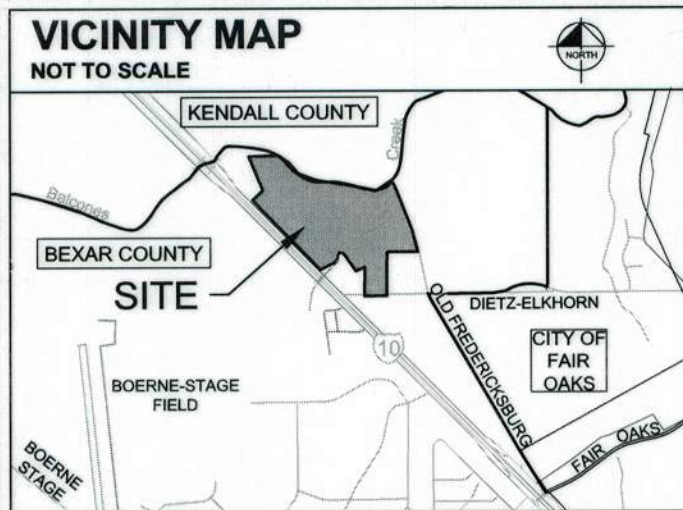 VICINITY MAP
NOT TO SCALE
NORTH
KENDALL COUNTY
Creek
Balcones
BEXAR COUNTY
SITE
OLD FREDERICKSBURG
DIETZ-ELKHORN
10
CITY OF
FAIR
OAKS
BOERNE-STAGE
FIELD
BOERNE
STAGE
FAIR OAKS